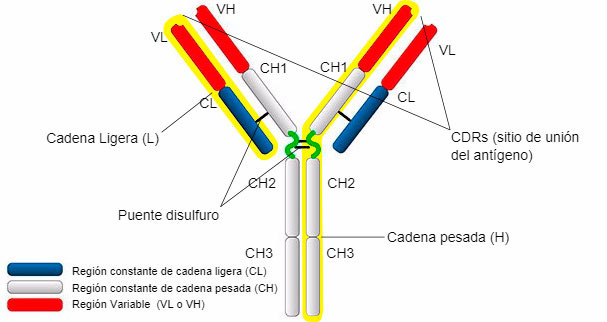 VH
VH
VL
VL
CH1
CH1
CL
CL
Cadena Ligera (L)
CDRs (sitio de unión
del antígeno)
CH2
CH2
Puente disulfuro
Cadena pesada (H)
CH3
CH3
Región constante de cadena ligera (CL)
Región constante de cadena pesada (CH)
Región Variable (VL o VH)